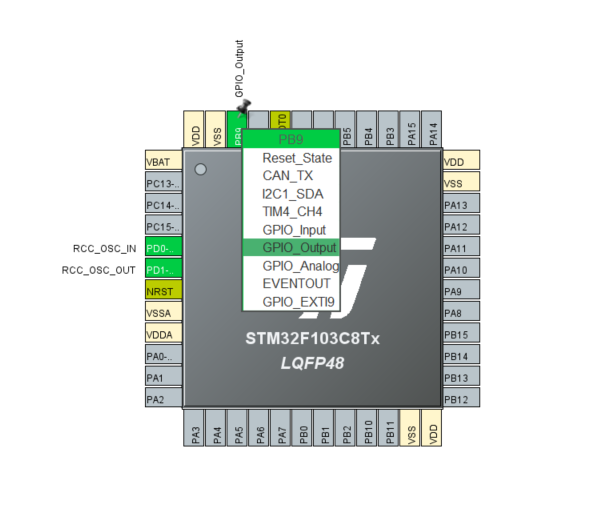 GPIO_Output
VDD
VSS
PB9
OT0
PB5
PB4
PB3
PA15
PA14
PB9
Reset_State
CAN_TX
I2C1_SDA
TIM4_CH4
GPIO_Input
GPIO_Output
GPIO_Analog
EVENTOUT
GPIO_EXTI9
VBAT
PC13-..
PC14-..
PC15-..
RCC_OSC_IN PD0-..
RCC_OSC_OUT PD1-..
NRST
VSSA
VDDA
PA0-..
PA1
PA2
VDD
VSS
PA13
PA12
PA11
PA10
PA9
PA8
PB15
PB14
PB13
PB12
STM32F103C8Tx
LQFP48
PA3
PA4
PA5
PA6
PA7
PB0
PB1
PB2
PB10
PB11
VSS
VDD